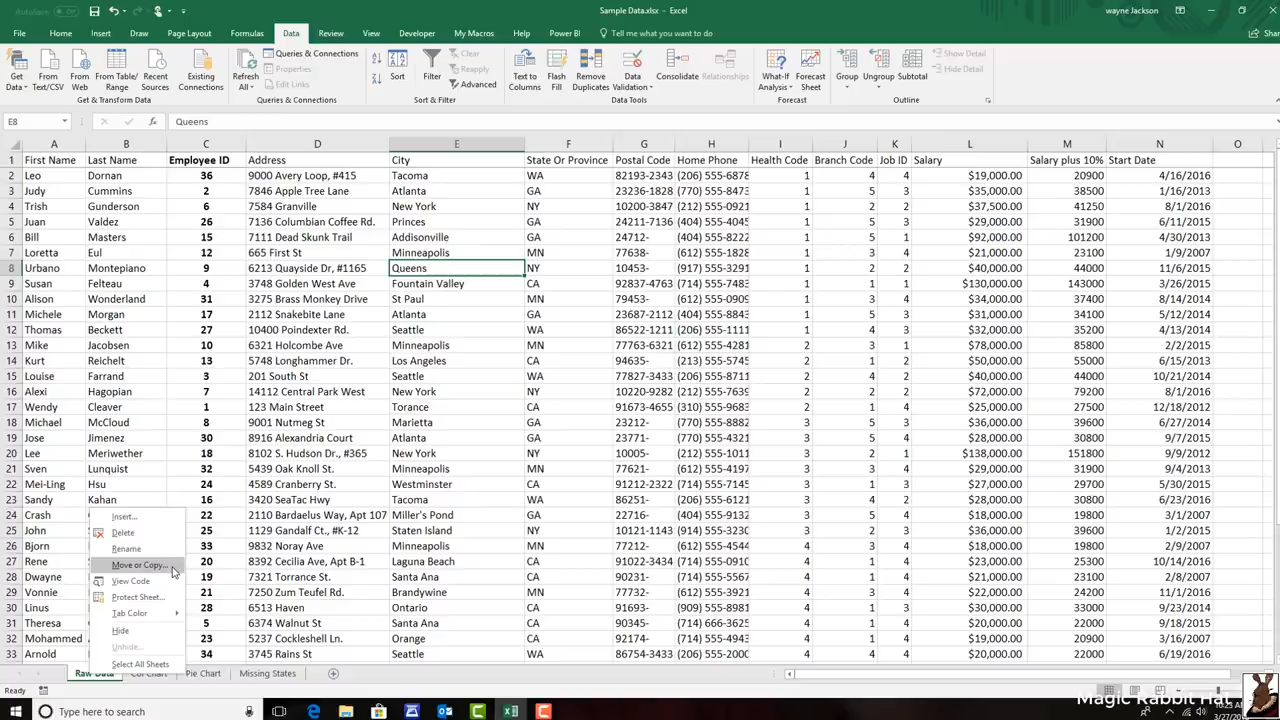 AutoSave Off Sample Data.xlsx - Excel wayne Jackson
File Home Insert Draw Page Layout Formulas Data Review View Developer My Macros Help Power BI Tell me what you want to do Shar
Get Data From Text/CSV From Web From Table/ Range Recent Sources Existing Connections Refresh All Queries & Connections Properties Edit Links Sort Filter Clear Reapply Advanced Text to Columns Flash Fill Remove Duplicates Data Validation Consolidate Relationships What-If Analysis Forecast Sheet Group Ungroup Subtotal Show Detail Hide Detail
Get & Transform Data Queries & Connections Sort & Filter Data Tools Forecast Outline
E8 fx Queens
A B C D E F G H I J K L M N O
1 First Name Last Name Employee ID Address City State Or Province Postal Code Home Phone Health Code Branch Code Job ID Salary Salary plus 10% Start Date
2 Leo Dornan 36 9000 Avery Loop, #415 Tacoma WA 82193-2343 (206) 555-6878 1 4 4 $19,000.00 20900 4/16/2016
3 Judy Cummins 2 7846 Apple Tree Lane Atlanta GA 23236-1828 (770) 555-8473 1 5 3 $35,000.00 38500 1/16/2013
4 Trish Gunderson 6 7584 Granville New York NY 10200-3847 (212) 555-0921 1 2 4 $37,500.00 41250 8/1/2016
5 Juan Valdez 26 7136 Columbian Coffee Rd. Princes GA 24211-7136 (404) 555-4045 1 5 3 $29,000.00 31900 6/11/2015
6 Bill Masters 15 7111 Dead Skunk Trail Addisonville GA 24712- (404) 555-8222 1 5 4 $92,000.00 101200 4/30/2013
7 Loretta Eul 12 665 First St Minneapolis MN 77638- (612) 555-1828 1 3 3 $21,000.00 23100 1/9/2007
8 Urbano Montepiano 9 6213 Quayside Dr, #1165 Queens NY 10453- (917) 555-3291 1 2 2 $40,000.00 44000 11/6/2015
9 Susan Felteau 4 3748 Golden West Ave Fountain Valley CA 92837-4763 (714) 555-7483 1 1 1 $130,000.00 143000 3/26/2015
10 Alison Wonderland 31 3275 Brass Monkey Drive St Paul MN 79453- (612) 555-0909 1 3 4 $34,000.00 37400 8/14/2014
11 Michele Morgan 17 2112 Snakebite Lane Atlanta GA 23687-2112 (404) 555-8843 1 5 3 $31,000.00 34100 5/12/2014
12 Thomas Beckett 27 10400 Poindexter Rd. Seattle WA 86522-1211 (206) 555-1111 1 4 3 $32,000.00 35200 4/13/2014
13 Mike Jacobsen 10 6321 Holcombe Ave Minneapolis MN 77763-6321 (612) 555-4281 2 3 3 $78,000.00 85800 2/2/2015
14 Kurt Reichelt 13 5748 Longhammer Dr. Los Angeles CA 94635- (213) 555-5745 2 1 2 $50,000.00 55000 6/15/2013
15 Louise Farrand 3 201 South St Seattle WA 77827-3433 (206) 555-8711 2 4 2 $40,000.00 44000 10/21/2014
16 Alexi Hagopian 7 14112 Central Park West New York NY 10220-9282 (212) 555-7639 2 2 2 $72,000.00 79200 8/1/2016
17 Wendy Cleaver 1 123 Main Street Torance CA 91673-4655 (310) 555-9683 2 1 4 $25,000.00 27500 12/18/2012
18 Michael McCloud 8 9001 Nutmeg St Marietta GA 23212- (770) 555-8882 3 5 4 $36,000.00 39600 6/27/2014
19 Jose Jimenez 30 8916 Alexandria Court Atlanta GA 23771- (770) 555-4321 3 5 4 $28,000.00 30800 9/7/2015
20 Lee Meriwether 18 8102 S. Hudson Dr., #365 New York NY 10005- (212) 555-1011 3 2 1 $138,000.00 151800 9/9/2012
21 Sven Lunquist 32 5439 Oak Knoll St. Minneapolis MN 77621- (612) 555-4197 3 3 4 $29,000.00 31900 9/4/2013
22 Mei-Ling Hsu 24 4589 Cranberry St. Westminster CA 91212-2322 (714) 555-7145 3 1 4 $27,000.00 29700 5/30/2015
23 Sandy Kahan 16 3420 SeaTac Hwy Tacoma WA 86251- (206) 555-7671 3 4 2 $28,000.00 30800 6/23/2016
24 Crash 22 2110 Bardaelus Way, Apt 107 Miller's Pond GA 22716- (404) 555-9132 3 5 4 $18,000.00 19800 3/1/2007
25 John 21 1129 Gandalf Ct., #K-12 Staten Island NY 10121-1143 (914) 555-3230 3 2 3 $36,000.00 39600 1/2/2015
26 Bjorn 33 9832 Noray Ave Minneapolis MN 77212- (612) 555-4544 3 3 4 $18,000.00 19800 2/9/2007
27 Rene 20 8392 Cecilia Ave, Apt B-1 Laguna Beach CA 91022-3434 (714) 555-0910 3 1 4 $23,000.00 25300 10/14/2016
28 Dwayne 19 7321 Torrance St. Santa Ana CA 90231- (714) 555-5567 3 1 4 $21,000.00 23100 2/8/2007
29 Vonnie 21 7250 Zum Teufel Rd. Minneapolis MN 77732- (612) 555-3921 4 3 4 $22,000.00 24200 1/11/2016
30 Linus 28 6513 Haven Ontario CA 91693- (909) 555-8981 4 1 3 $30,000.00 33000 9/23/2014
31 Theresa 5 6374 Walnut St Santa Ana CA 90345- (714) 666-3625 4 1 3 $20,000.00 22000 9/18/2015
32 Mohammed 23 5237 Cockleshell Ln. Orange CA 92174- (714) 555-4943 4 1 4 $19,000.00 20900 3/16/2007
33 Arnold 34 3745 Rains St Seattle WA 86754-3433 (206) 555-2000 4 4 4 $20,000.00 22000 6/19/2016
Insert...
Delete
Rename
Move or Copy...
View Code
Protect Sheet...
Tab Color
Hide
Unhide...
Select All Sheets
Raw Data Col Chart Pie Chart Missing States
Ready
Type here to search